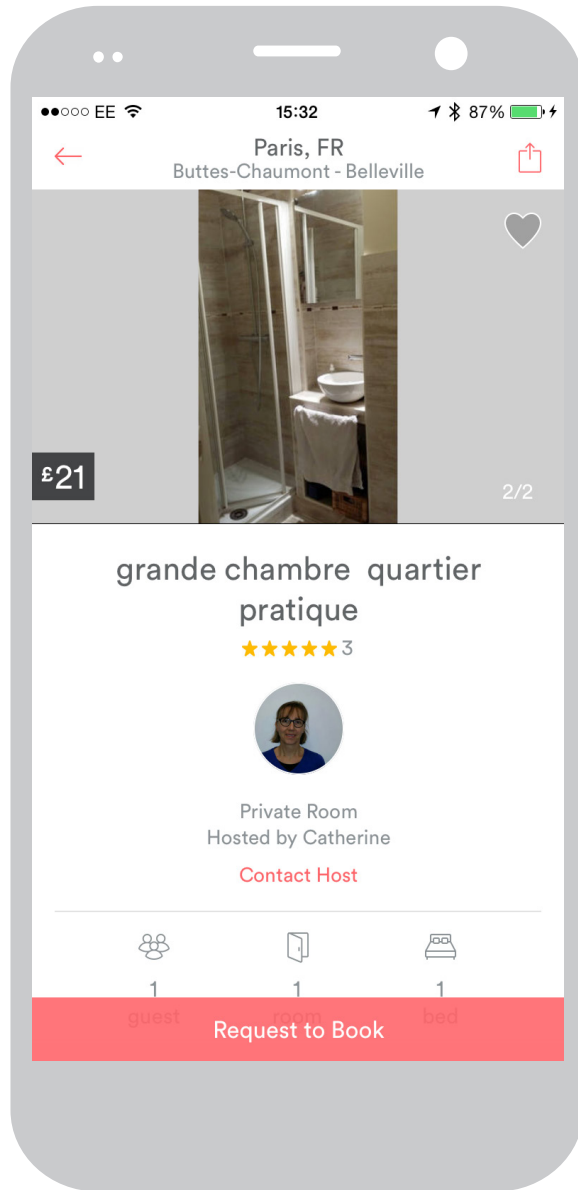 EE 15:32 87%
Paris, FR
Buttes-Chaumont - Belleville
£21
2/2
grande chambre quartier
pratique
3
Private Room
Hosted by Catherine
Contact Host
1 1 1
guest room bed
Request to Book